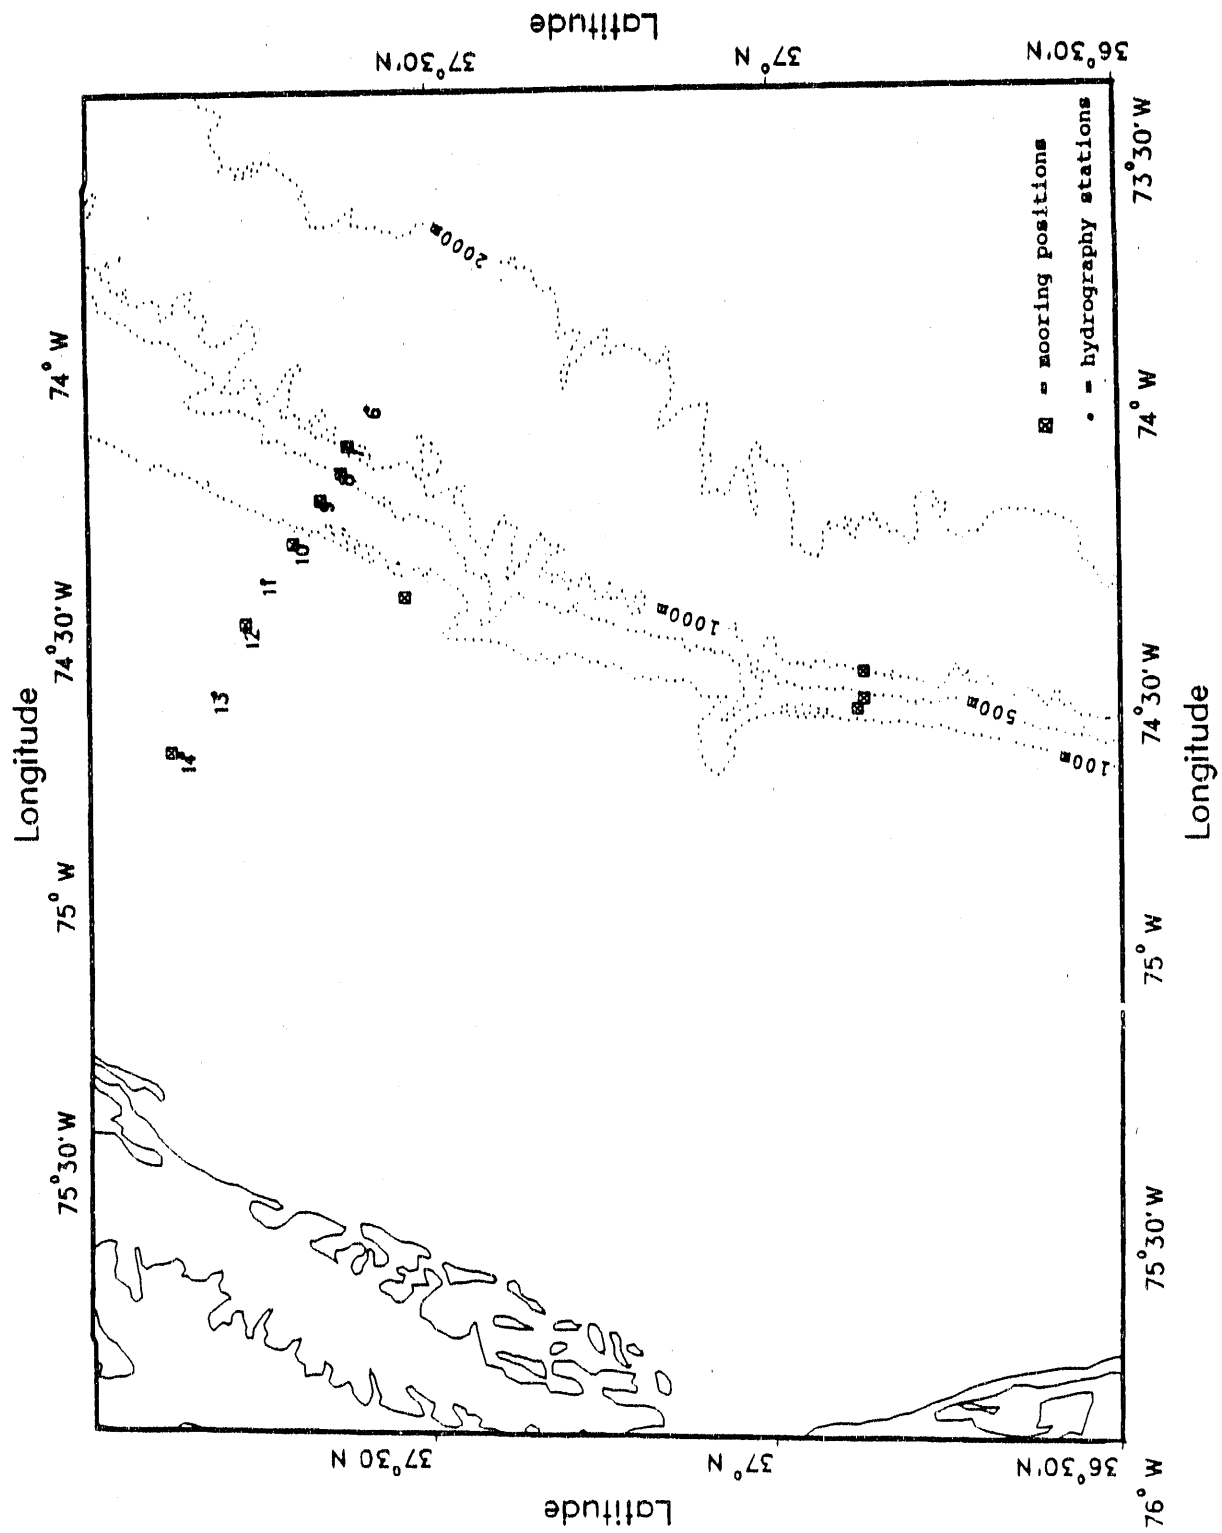 Longitude
75°30'W
75° W
74°30'W
74° W
Latitude
37°30 N
37° N
36°30'N
Latitude
37°30'N
37° N
36°30'N
14
13
12
11
10
9
8
7
6
2000m
1000m
500m
100m
⊠ = mooring positions
• = hydrography stations
76° W
75°30'W
75° W
74°30'W
74° W
73°30'W
Longitude